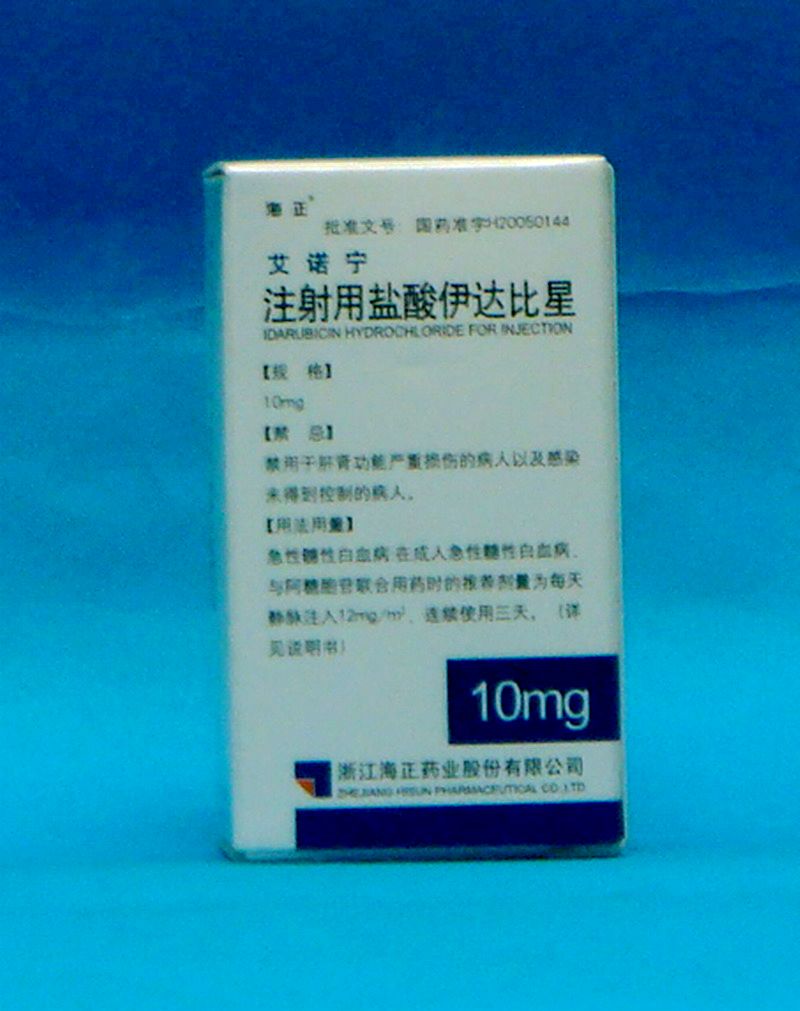 海正®
批准文号: 国药准字H20050144
艾诺宁
注射用盐酸伊达比星
IDARUBICIN HYDROCHLORIDE FOR INJECTION
【规 格】
10mg
【禁 忌】
禁用于肝肾功能严重损伤的病人以及感染
未得到控制的病人。
【用法用量】
急性髓性白血病:在成人急性髓性白血病,
与阿糖胞苷联合用药时的推荐剂量为每天
静脉注入12mg/m², 连续使用三天。(详
见说明书)
10mg
浙江海正药业股份有限公司
ZHEJIANG HISUN PHARMACEUTICAL CO.,LTD